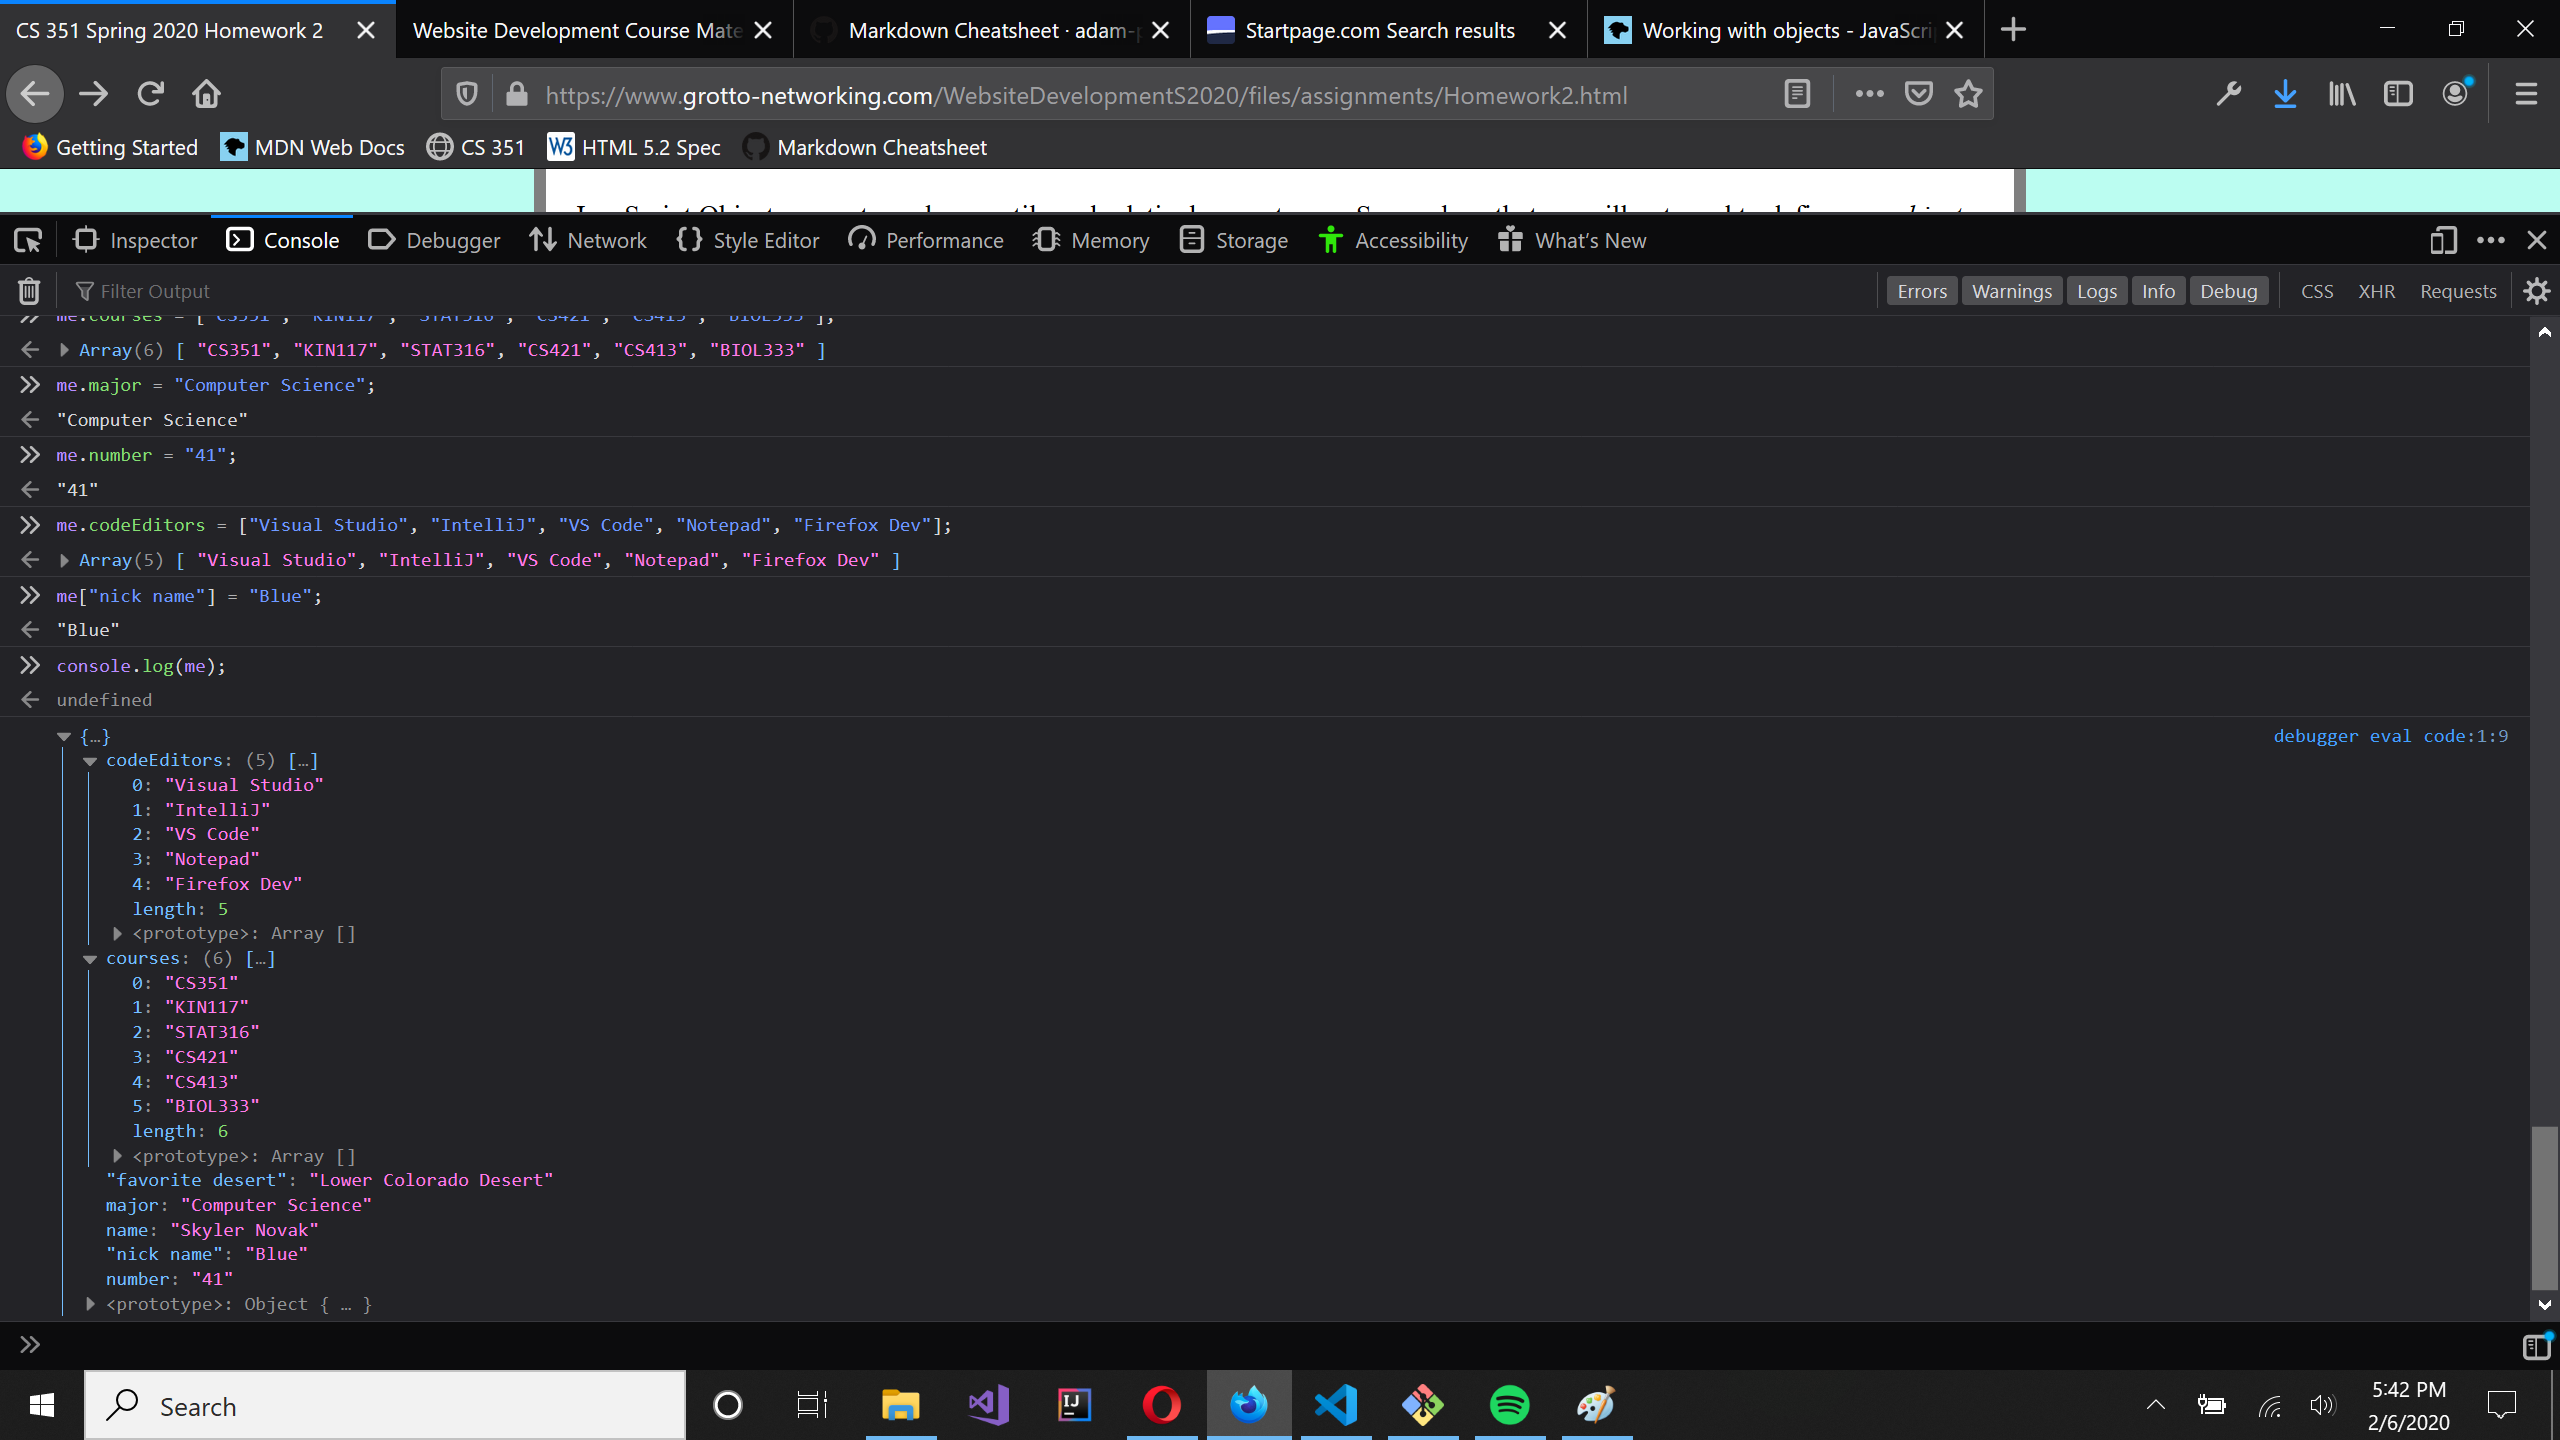 CS 351 Spring 2020 Homework 2
Website Development Course Mate
Markdown Cheatsheet · adam-p
Startpage.com Search results
Working with objects - JavaScri
https://www.grotto-networking.com/WebsiteDevelopmentS2020/files/assignments/Homework2.html
Getting Started
MDN Web Docs
CS 351
HTML 5.2 Spec
Markdown Cheatsheet
Inspector
Console
Debugger
Network
Style Editor
Performance
Memory
Storage
Accessibility
What's New
Filter Output
Errors
Warnings
Logs
Info
Debug
CSS
XHR
Requests
me.courses = ["CS351", "KIN117", "STAT316", "CS421", "CS413", "BIOL333"];
Array(6) [ "CS351", "KIN117", "STAT316", "CS421", "CS413", "BIOL333" ]
me.major = "Computer Science";
"Computer Science"
me.number = "41";
"41"
me.codeEditors = ["Visual Studio", "IntelliJ", "VS Code", "Notepad", "Firefox Dev"];
Array(5) [ "Visual Studio", "IntelliJ", "VS Code", "Notepad", "Firefox Dev" ]
me["nick name"] = "Blue";
"Blue"
console.log(me);
undefined
{…} debugger eval code:1:9
codeEditors: (5) […]
0: "Visual Studio"
1: "IntelliJ"
2: "VS Code"
3: "Notepad"
4: "Firefox Dev"
length: 5
<prototype>: Array []
courses: (6) […]
0: "CS351"
1: "KIN117"
2: "STAT316"
3: "CS421"
4: "CS413"
5: "BIOL333"
length: 6
<prototype>: Array []
"favorite desert": "Lower Colorado Desert"
major: "Computer Science"
name: "Skyler Novak"
"nick name": "Blue"
number: "41"
<prototype>: Object { … }
Search
5:42 PM
2/6/2020